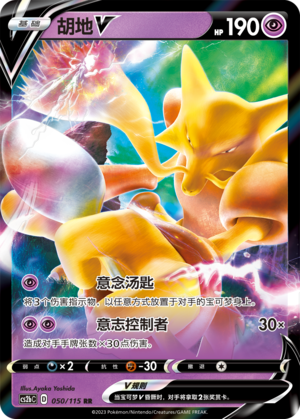 基础 胡地V HP 190
意念汤匙
将3个伤害指示物，以任意方式放置于对手的宝可梦身上。
意志控制者 30×
造成对手手牌张数×30点伤害。
弱点 ×2 抵抗力 -30 撤退
Illus. Ayaka Yoshida
V规则
cs2bC D 050/115 RR
当宝可梦V昏厥时，对手将拿取2张奖赏卡。
©2023 Pokémon/Nintendo/Creatures/GAME FREAK.